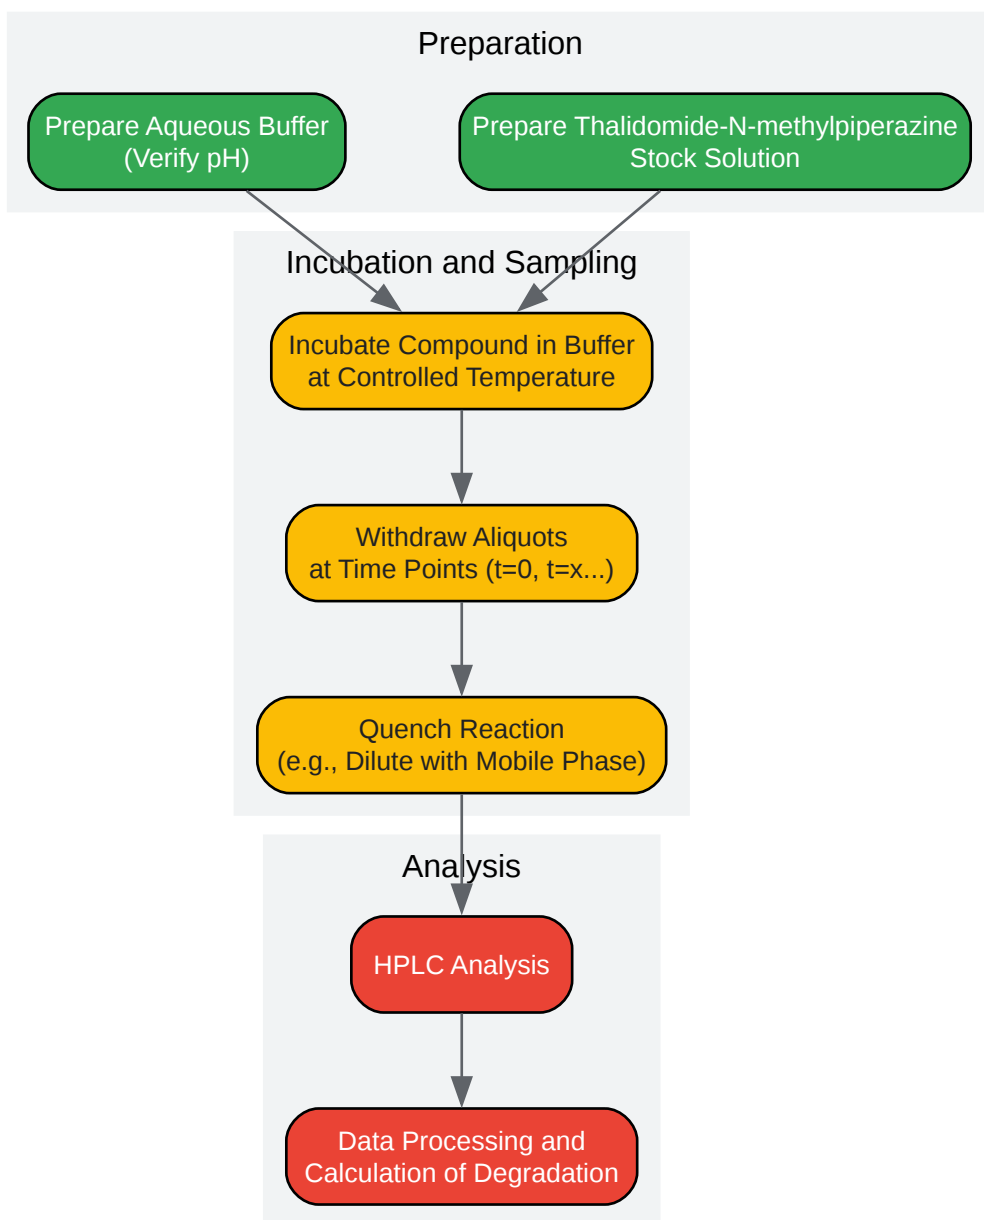 Preparation
Prepare Aqueous Buffer
(Verify pH)
Prepare Thalidomide-N-methylpiperazine
Stock Solution
Incubation and Sampling
Incubate Compound in Buffer
at Controlled Temperature
Withdraw Aliquots
at Time Points (t=0, t=x...)
Quench Reaction
(e.g., Dilute with Mobile Phase)
Analysis
HPLC Analysis
Data Processing and
Calculation of Degradation